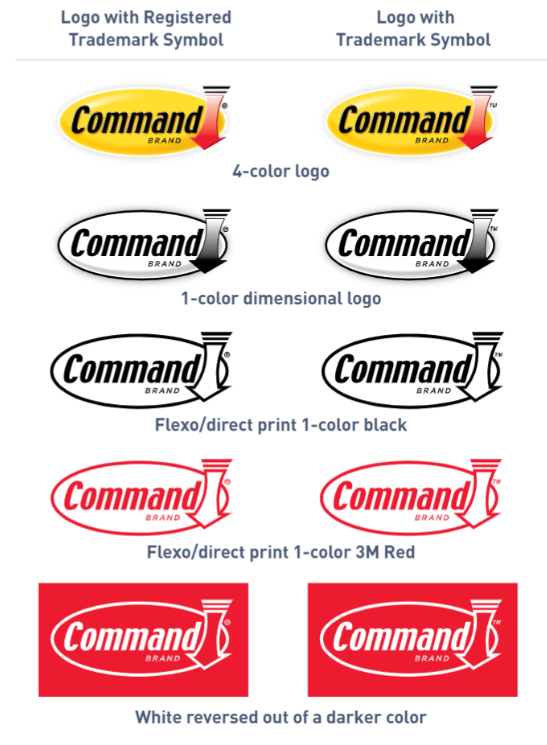 Logo with Registered
Trademark Symbol
Logo with
Trademark Symbol
Command ®
BRAND
Command ™
BRAND
4-color logo
Command ®
BRAND
Command ™
BRAND
1-color dimensional logo
Command ®
BRAND
Command ™
BRAND
Flexo/direct print 1-color black
Command ®
BRAND
Command ™
BRAND
Flexo/direct print 1-color 3M Red
Command ®
BRAND
Command ™
BRAND
White reversed out of a darker color